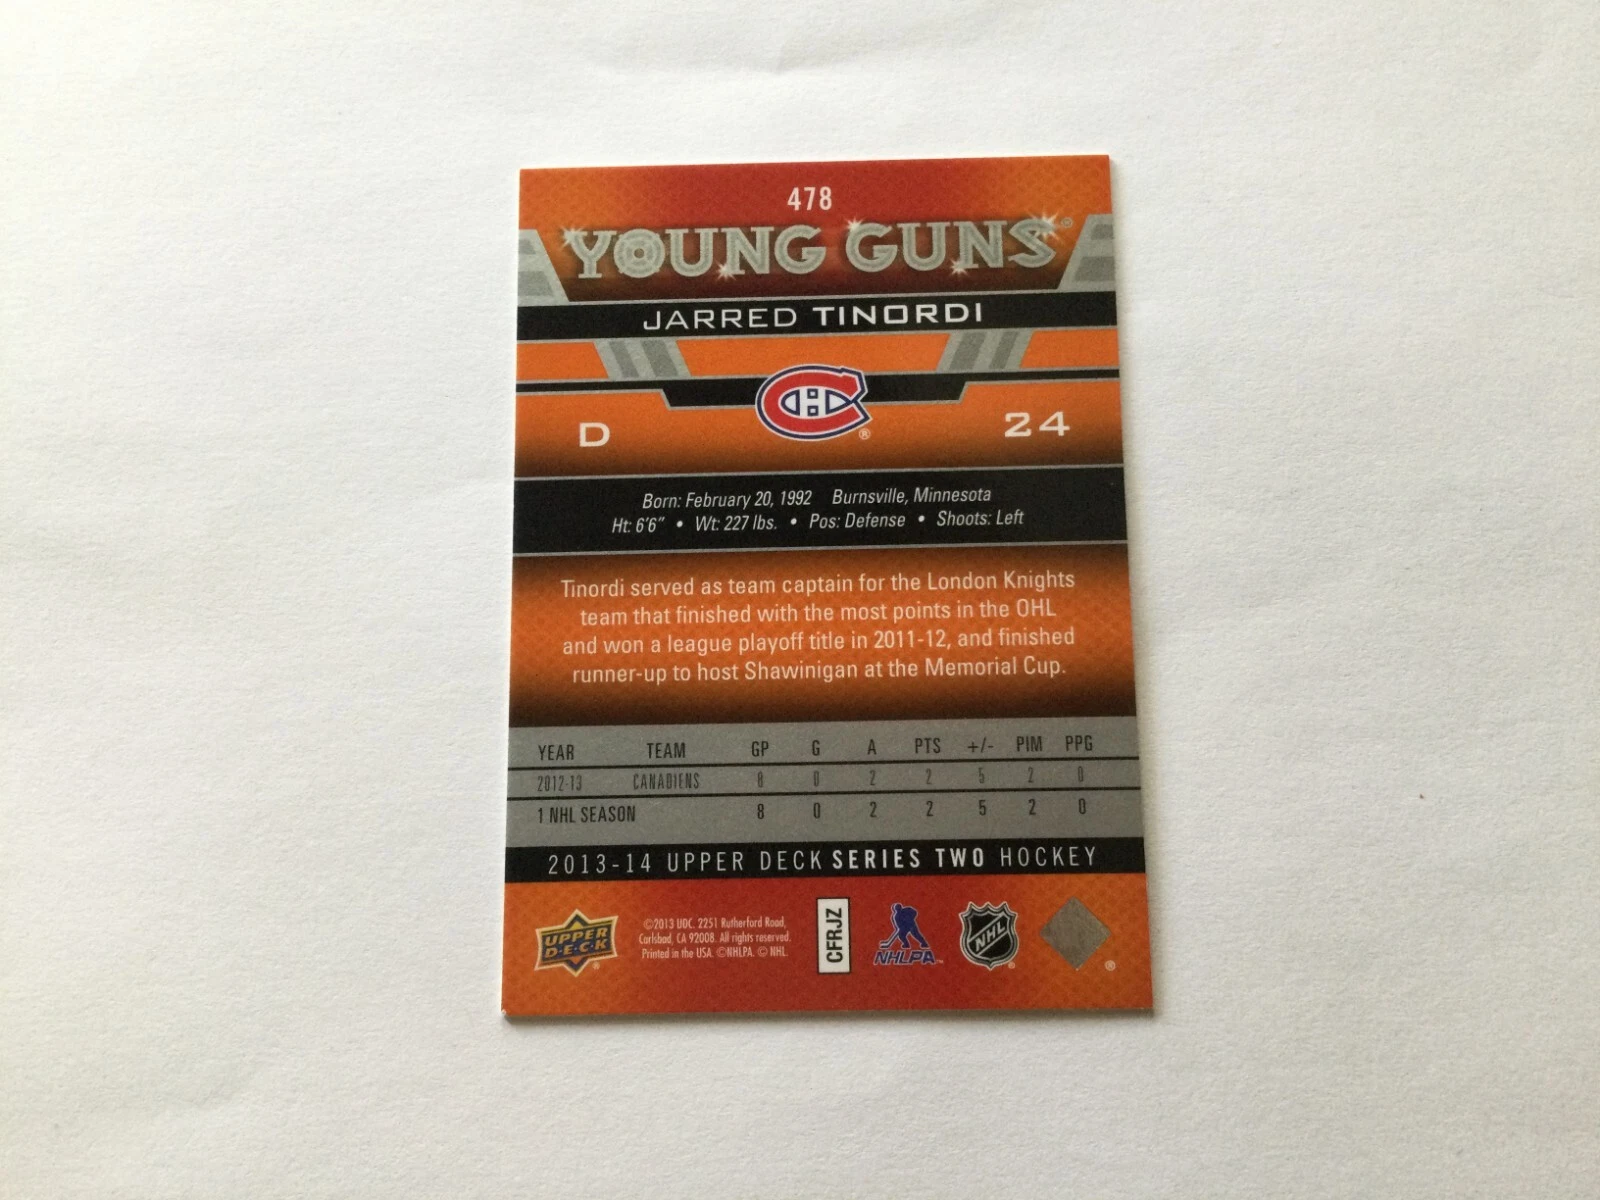 478
YOUNG GUNS®
JARRED TINORDI
D
24
®
Born: February 20, 1992 Burnsville, Minnesota
Ht: 6'6" • Wt: 227 lbs. • Pos: Defense • Shoots: Left
Tinordi served as team captain for the London Knights
team that finished with the most points in the OHL
and won a league playoff title in 2011-12, and finished
runner-up to host Shawinigan at the Memorial Cup.
YEAR TEAM GP G A PTS +/- PIM PPG
2012-13 CANADIENS 8 0 2 2 5 2 0
1 NHL SEASON 8 0 2 2 5 2 0
2013-14 UPPER DECK SERIES TWO HOCKEY
UPPER
D·E·C·K
®
©2013 UDC. 2251 Rutherford Road,
Carlsbad, CA 92008. All rights reserved.
Printed in the USA. ©NHLPA. © NHL.
CFRJZ
NHLPA™
NHL
®
®